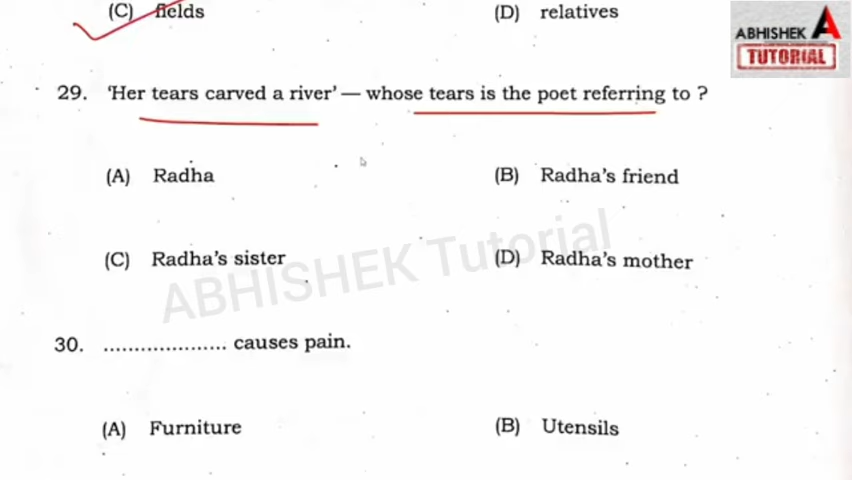 (C) fields (D) relatives
ABHISHEK A
TUTORIAL
29. ‘Her tears carved a river’ — whose tears is the poet referring to ?
(A) Radha (B) Radha’s friend
(C) Radha’s sister (D) Radha’s mother
ABHISHEK Tutorial
30. .................... causes pain.
(A) Furniture (B) Utensils